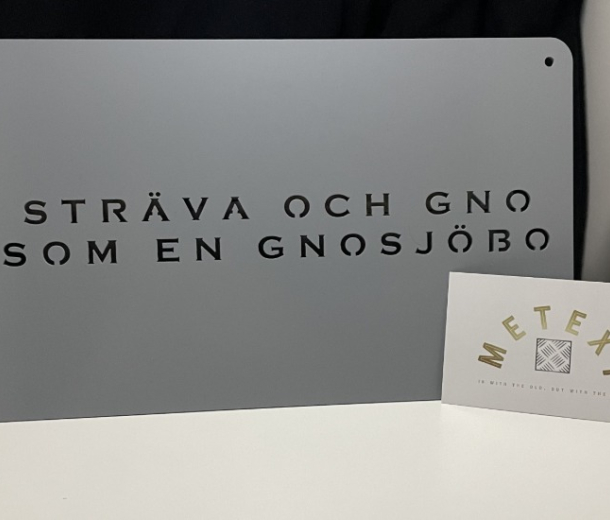 STRÄVA OCH GNO
SOM EN GNOSJÖBO
METEX